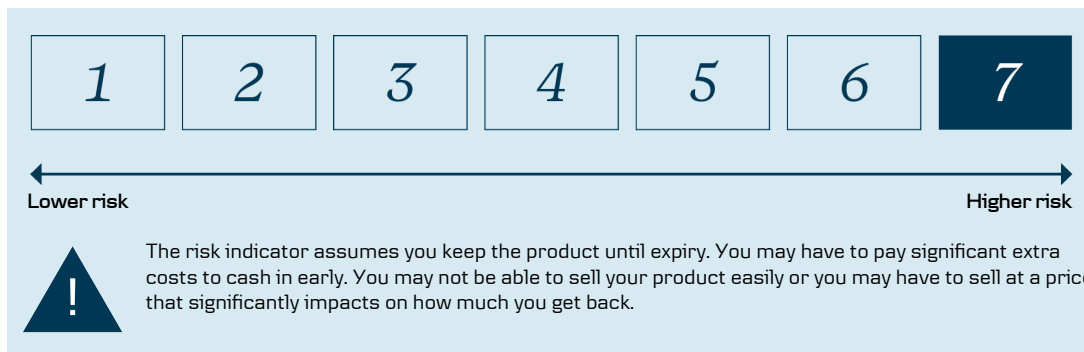 1 2 3 4 5 6 7
Lower risk Higher risk
The risk indicator assumes you keep the product until expiry. You may have to pay significant extra
! costs to cash in early. You may not be able to sell your product easily or you may have to sell at a price
that significantly impacts on how much you get back.